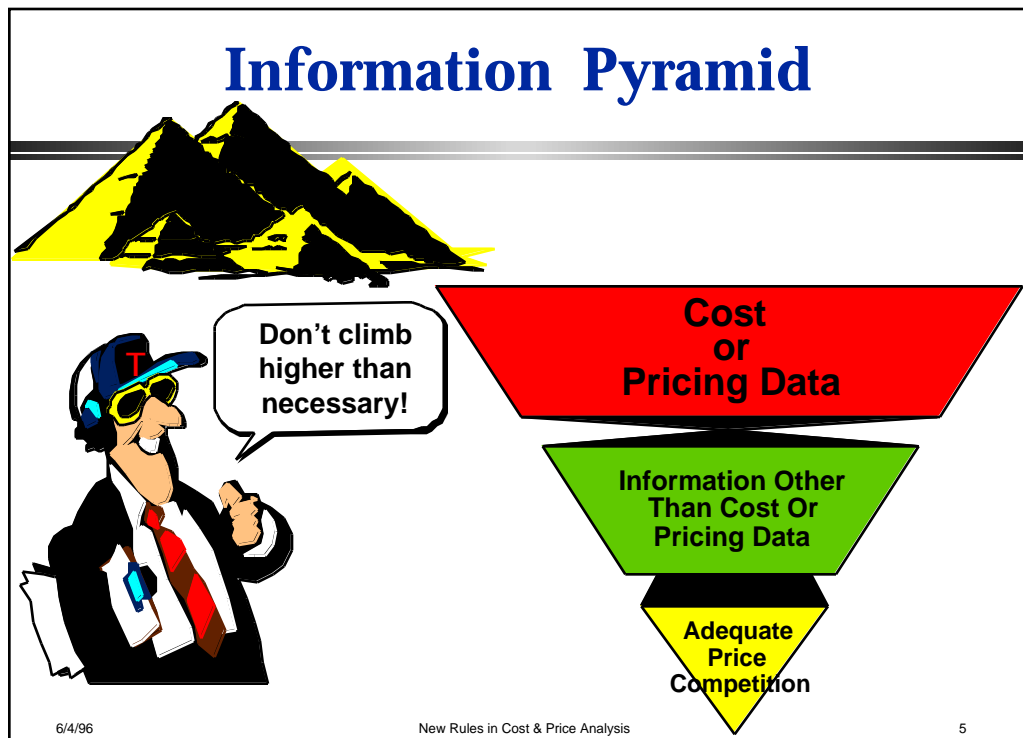 Information Pyramid
Don't climb
higher than
necessary!
T
Cost
or
Pricing Data
Information Other
Than Cost Or
Pricing Data
Adequate
Price
Competition
6/4/96
New Rules in Cost & Price Analysis
5